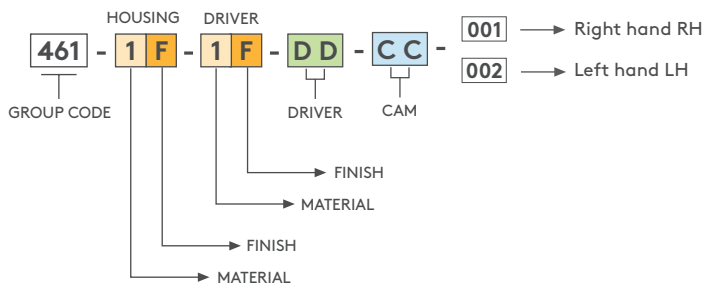 HOUSING DRIVER
001 Right hand RH
461 - 1 F - 1 F - D D - C C -
002 Left hand LH
GROUP CODE DRIVER CAM
FINISH
MATERIAL
FINISH
MATERIAL